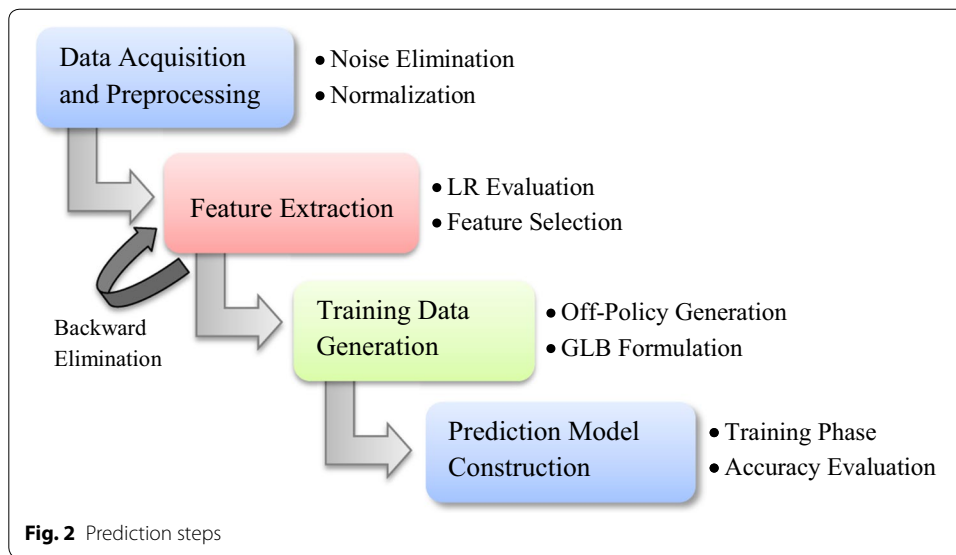 Data Acquisition
and Preprocessing
• Noise Elimination
• Normalization
Feature Extraction
• LR Evaluation
• Feature Selection
Backward
Elimination
Training Data
Generation
• Off-Policy Generation
• GLB Formulation
Prediction Model
Construction
• Training Phase
• Accuracy Evaluation
Fig. 2 Prediction steps